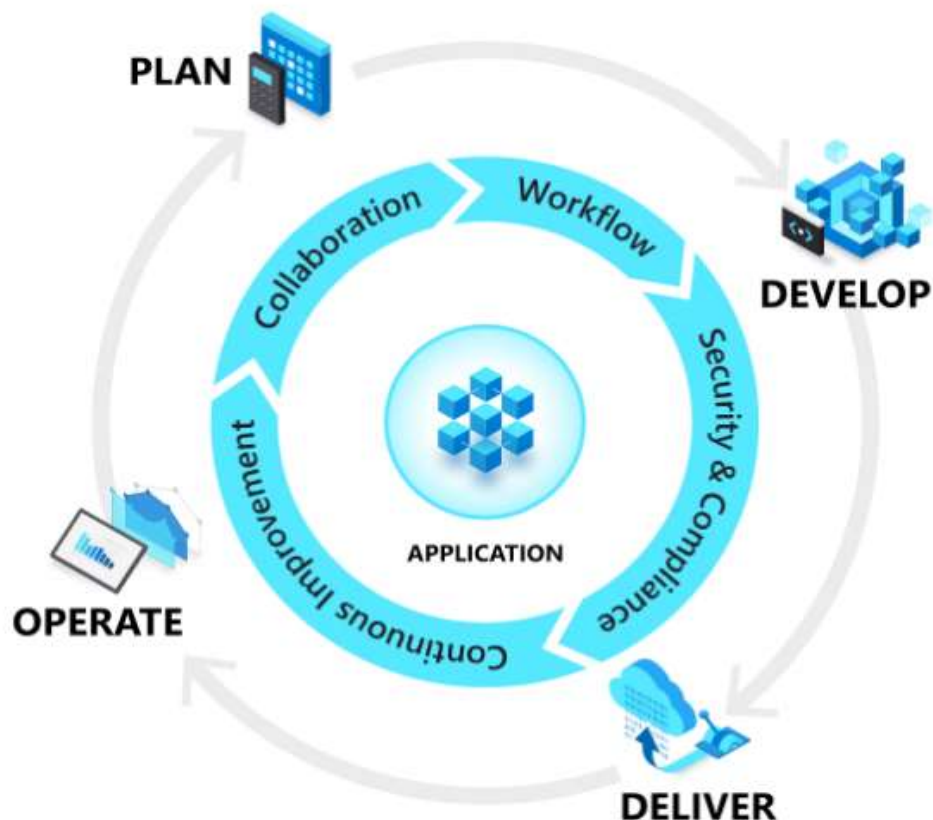 PLAN
DEVELOP
DELIVER
OPERATE
Collaboration
Workflow
Security & Compliance
Continuous Improvement
APPLICATION